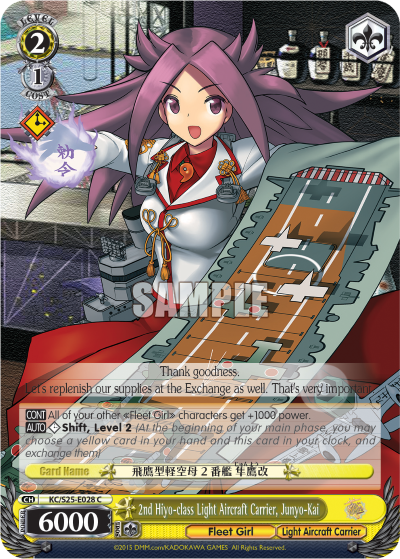 LEVEL
2
1
COST
勅令
SAMPLE
Thank goodness.
Let's replenish our supplies at the Exchange as well. That's very important.
CONT All of your other «Fleet Girl» characters get +1000 power.
AUTO Shift, Level 2 (At the beginning of your main phase, you may
choose a yellow card in your hand and this card in your clock, and
exchange them)
Card Name 飛鷹型軽空母2番艦 隼鷹改
CH KC/S25-E028 C
2nd Hiyo-class Light Aircraft Carrier, Junyo-Kai
6000
Fleet Girl
Light Aircraft Carrier
©2013 DMM.com/KADOKAWA GAMES All Rights Reserved.